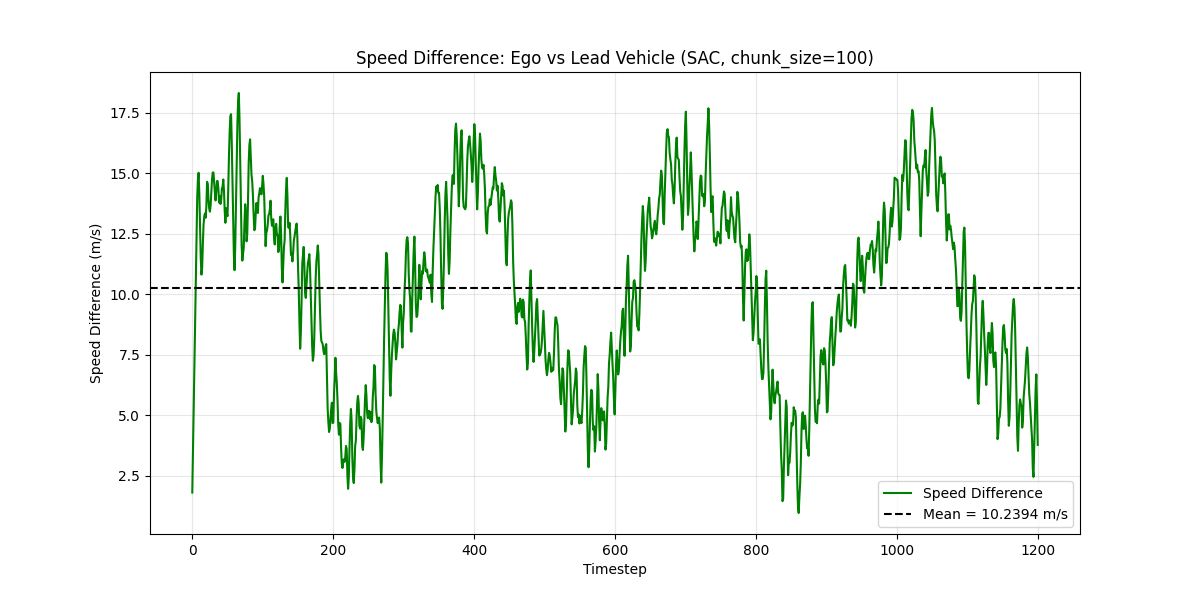 Speed Difference: Ego vs Lead Vehicle (SAC, chunk_size=100)
Speed Difference (m/s)
17.5
15.0
12.5
10.0
7.5
5.0
2.5
Speed Difference
Mean = 10.2394 m/s
0 200 400 600 800 1000 1200
Timestep